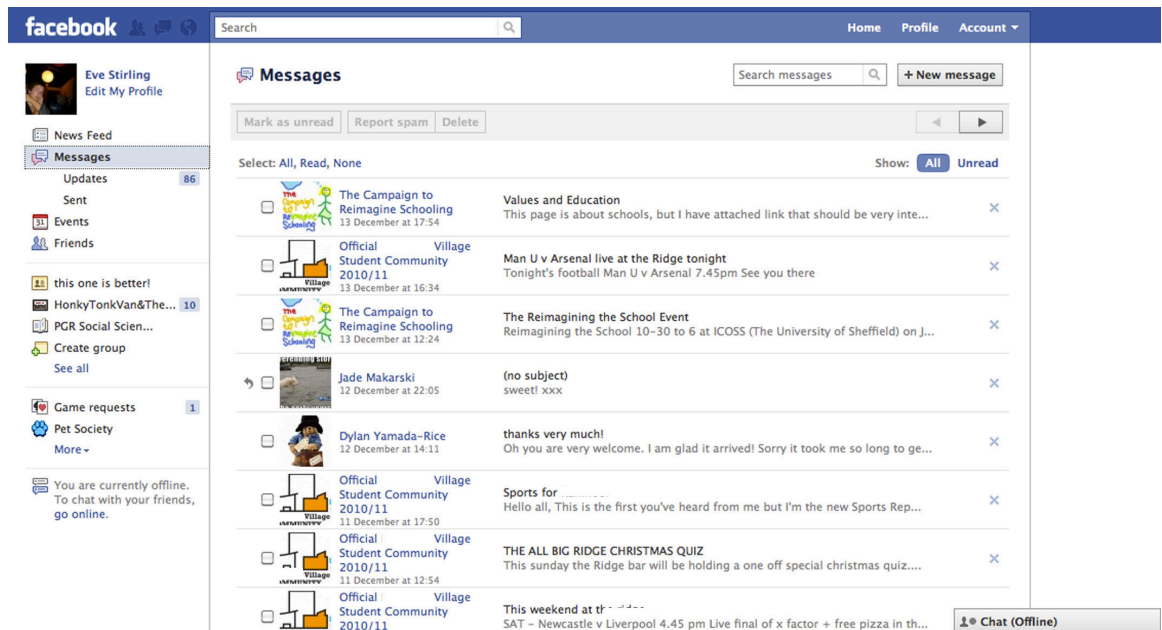 facebook
Search
Home Profile Account
Eve Stirling
Edit My Profile
News Feed
Messages
Updates 86
Sent
Events
Friends
this one is better!
HonkyTonkVan&The... 10
PGR Social Scien...
Create group
See all
Game requests 1
Pet Society
More
You are currently offline.
To chat with your friends,
go online.
Messages
Search messages
+ New message
Mark as unread Report spam Delete
Select: All, Read, None
Show: All Unread
The Campaign to
Reimagine Schooling
13 December at 17:54
Values and Education
This page is about schools, but I have attached link that should be very inte...
Official Village
Student Community
2010/11
13 December at 16:34
Man U v Arsenal live at the Ridge tonight
Tonight's football Man U v Arsenal 7.45pm See you there
The Campaign to
Reimagine Schooling
13 December at 12:24
The Reimagining the School Event
Reimagining the School 10-30 to 6 at ICOSS (The University of Sheffield) on J...
Jade Makarski
12 December at 22:05
(no subject)
sweet! xxx
Dylan Yamada-Rice
12 December at 14:11
thanks very much!
Oh you are very welcome. I am glad it arrived! Sorry it took me so long to ge...
Official Village
Student Community
2010/11
11 December at 17:50
Sports for
Hello all, This is the first you've heard from me but I'm the new Sports Rep...
Official Village
Student Community
2010/11
11 December at 12:54
THE ALL BIG RIDGE CHRISTMAS QUIZ
This sunday the Ridge bar will be holding a one off special christmas quiz....
Official Village
Student Community
2010/11
This weekend at the
SAT - Newcastle v Liverpool 4.45 pm Live final of x factor + free pizza in th...
Chat (Offline)